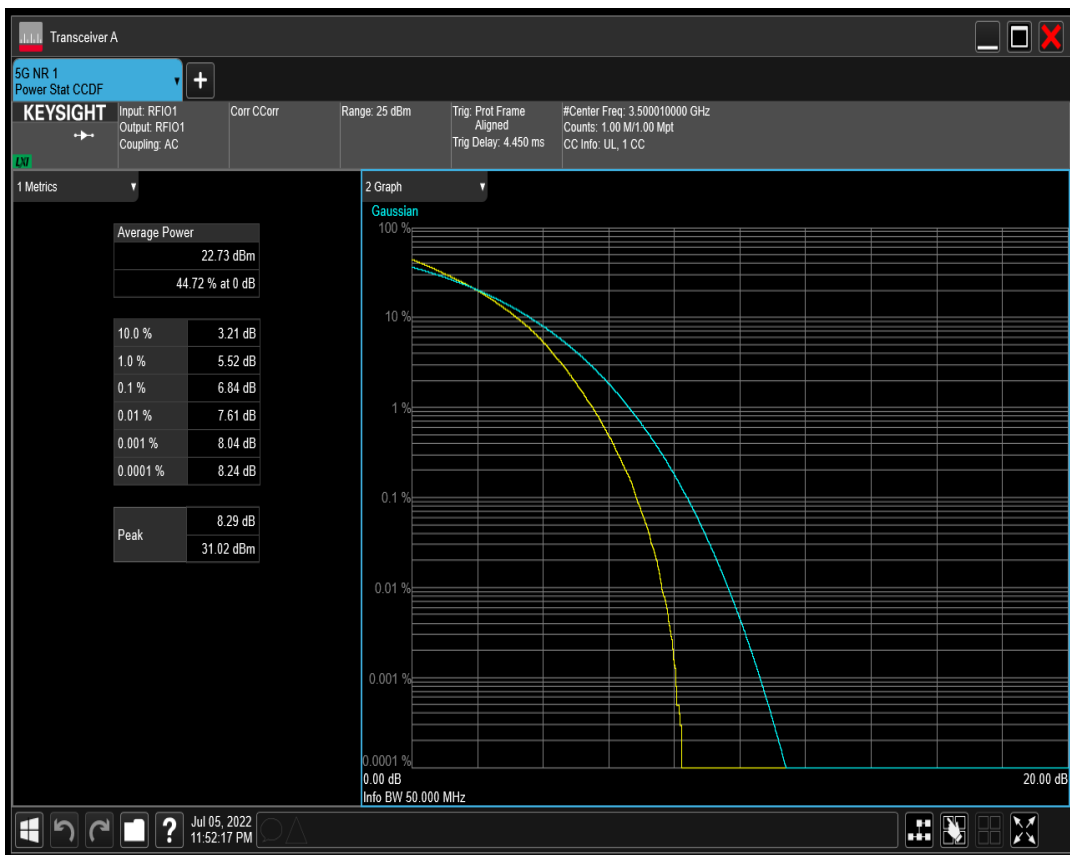 Transceiver A
5G NR 1
Power Stat CCDF
+
KEYSIGHT
LXI
Input: RFIO1
Output: RFIO1
Coupling: AC
Corr CCorr
Range: 25 dBm
Trig: Prot Frame
Aligned
Trig Delay: 4.450 ms
#Center Freq: 3.500010000 GHz
Counts: 1.00 M/1.00 Mpt
CC Info: UL, 1 CC
1 Metrics
Average Power
22.73 dBm
44.72 % at 0 dB
10.0 % 3.21 dB
1.0 % 5.52 dB
0.1 % 6.84 dB
0.01 % 7.61 dB
0.001 % 8.04 dB
0.0001 % 8.24 dB
Peak
8.29 dB
31.02 dBm
2 Graph
Gaussian
100 %
10 %
1 %
0.1 %
0.01 %
0.001 %
0.0001 %
0.00 dB 20.00 dB
Info BW 50.000 MHz
?
Jul 05, 2022
11:52:17 PM